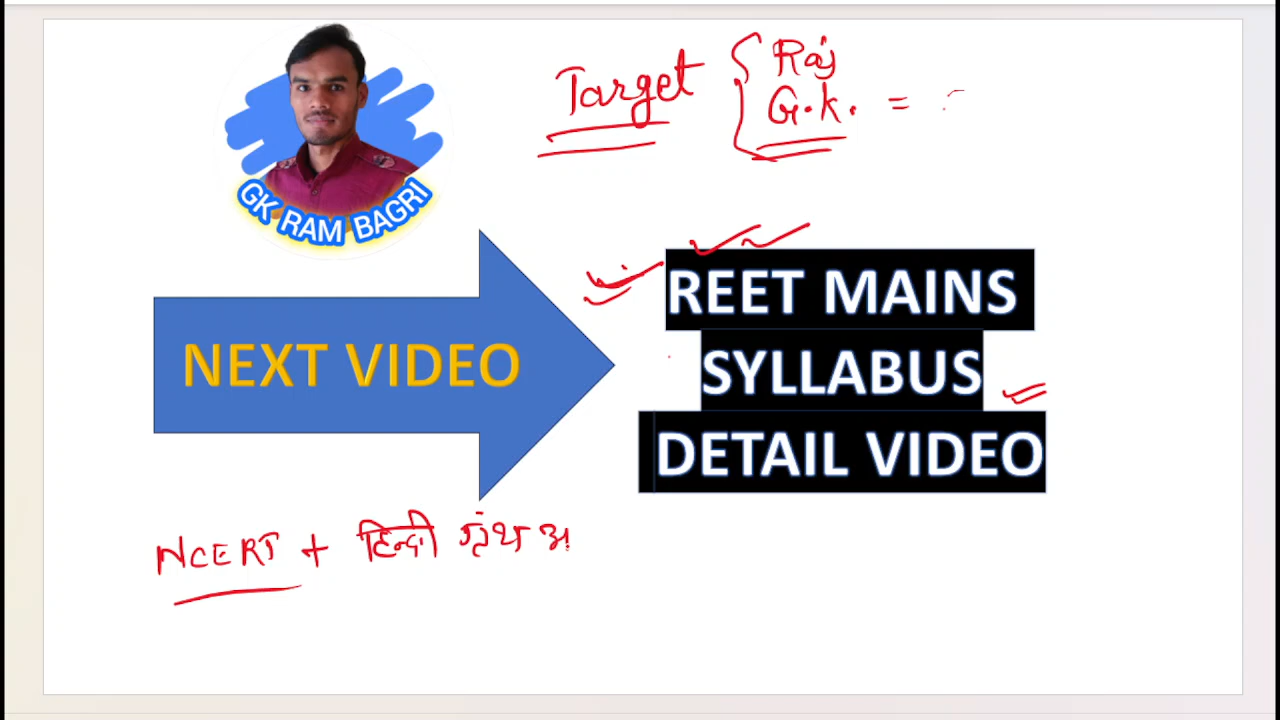 Target { Raj
G.K. =
GK RAM BAGRI
NEXT VIDEO
REET MAINS
SYLLABUS
DETAIL VIDEO
NCERT + हिन्दी ग्रंथ अ